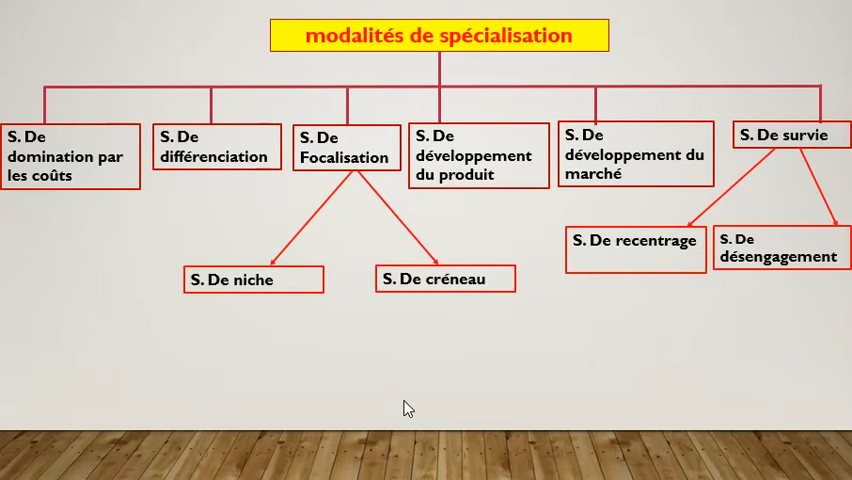 modalités de spécialisation
S. De
domination par
les coûts
S. De
différenciation
S. De
Focalisation
S. De
développement
du produit
S. De
développement du
marché
S. De survie
S. De niche
S. De créneau
S. De recentrage
S. De
désengagement